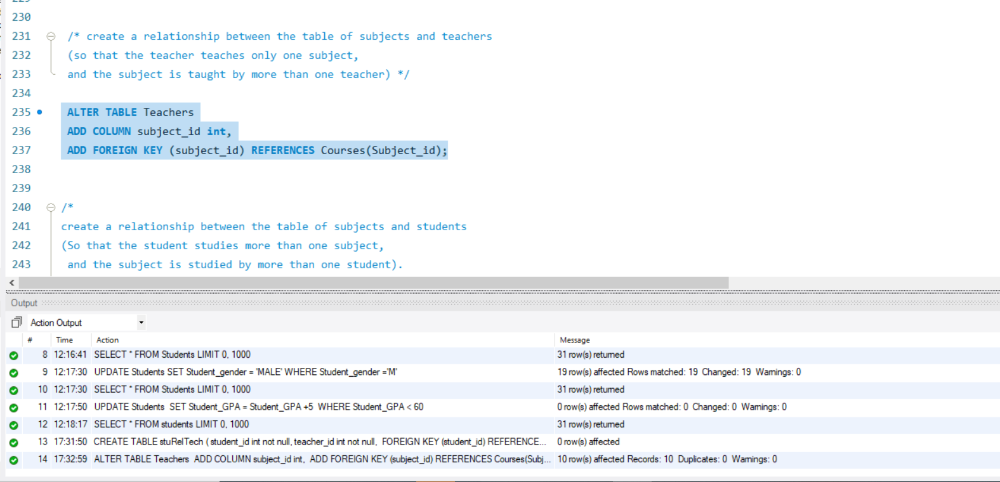 230
231 /* create a relationship between the table of subjects and teachers
232 (so that the teacher teaches only one subject,
233 and the subject is taught by more than one teacher) */
234
235 ALTER TABLE Teachers
236 ADD COLUMN subject_id int,
237 ADD FOREIGN KEY (subject_id) REFERENCES Courses(Subject_id);
238
239
240 /*
241 create a relationship between the table of subjects and students
242 (So that the student studies more than one subject,
243 and the subject is studied by more than one student).
Output
Action Output
# Time Action Message
8 12:16:41 SELECT * FROM Students LIMIT 0, 1000 31 row(s) returned
9 12:17:30 UPDATE Students SET Student_gender = 'MALE' WHERE Student_gender ='M' 19 row(s) affected Rows matched: 19 Changed: 19 Warnings: 0
10 12:17:30 SELECT * FROM Students LIMIT 0, 1000 31 row(s) returned
11 12:17:50 UPDATE Students SET Student_GPA = Student_GPA +5 WHERE Student_GPA < 60 0 row(s) affected Rows matched: 0 Changed: 0 Warnings: 0
12 12:18:17 SELECT * FROM students LIMIT 0, 1000 31 row(s) returned
13 17:31:50 CREATE TABLE stuRelTech ( student_id int not null, teacher_id int not null, FOREIGN KEY (student_id) REFERENCE... 0 row(s) affected
14 17:32:59 ALTER TABLE Teachers ADD COLUMN subject_id int, ADD FOREIGN KEY (subject_id) REFERENCES Courses(Subj... 10 row(s) affected Records: 10 Duplicates: 0 Warnings: 0